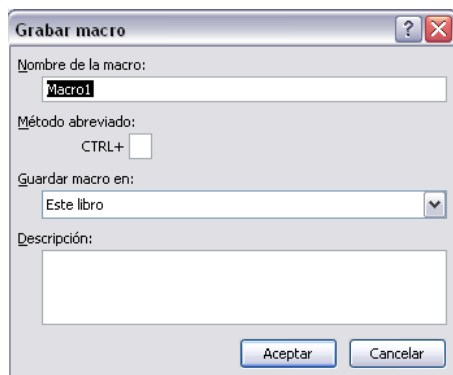 Grabar macro
Nombre de la macro:
Macro1
Método abreviado:
CTRL+
Guardar macro en:
Este libro
Descripción:
Aceptar Cancelar